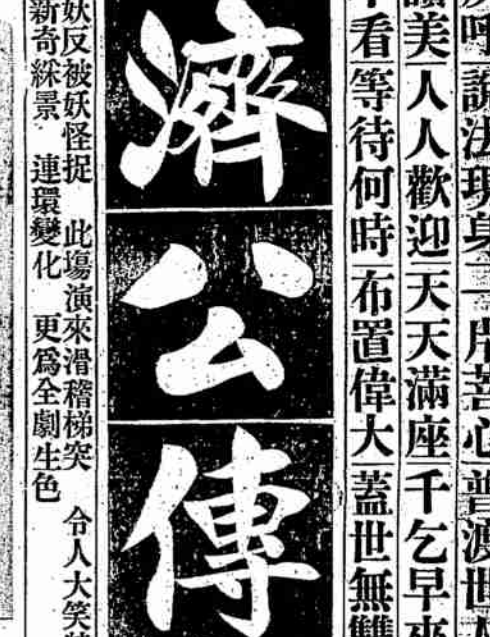 說法現身一片菩心普渡世
讚美人人歡迎天天滿座千乞早來
看等待何時布置偉大蓋世無雙
濟公傳
妖反被妖怪捉 此場演來滑稽梯突 令人大笑
新奇綵景 連環變化 更爲全劇生色